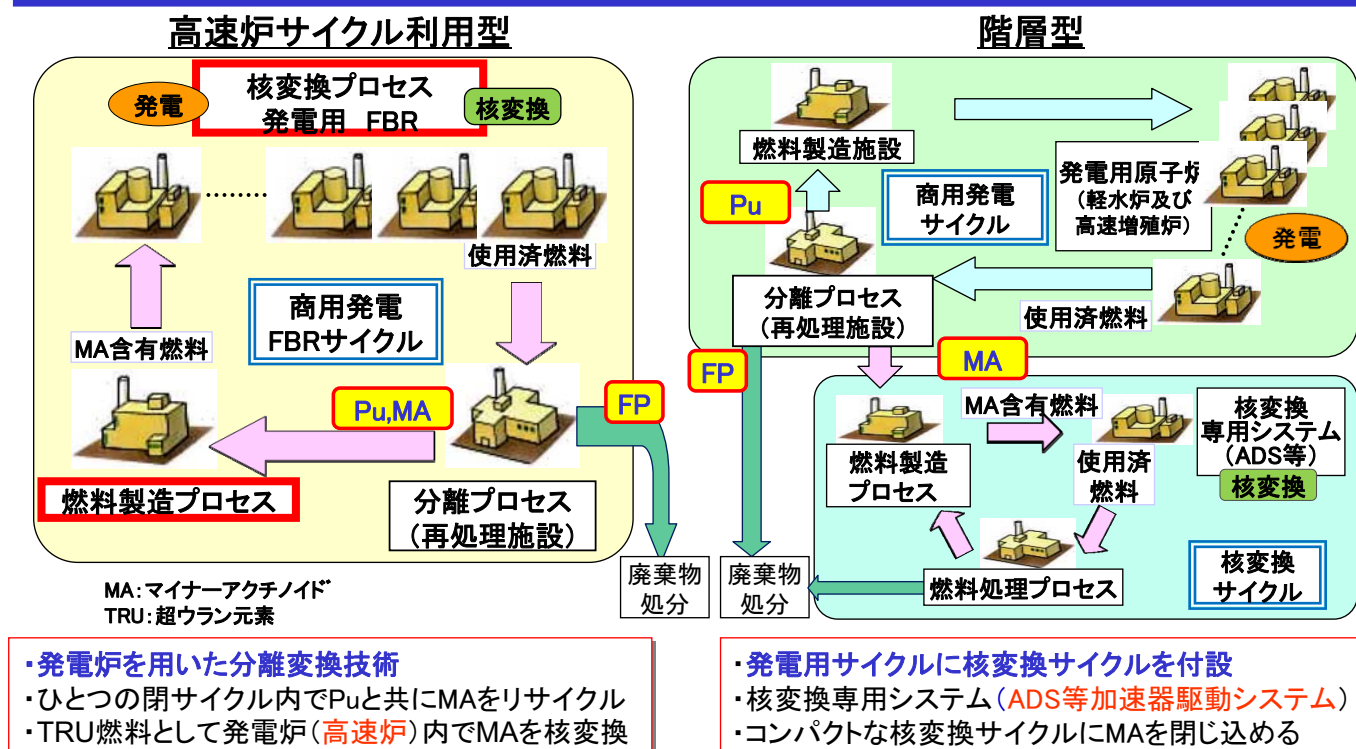 高速炉サイクル利用型
発電
核変換プロセス
発電用 FBR
核変換
使用済燃料
商用発電
FBRサイクル
MA含有燃料
Pu,MA
FP
燃料製造プロセス
分離プロセス
(再処理施設)
廃棄物
処分
MA:マイナーアクチノイド
TRU:超ウラン元素
・発電炉を用いた分離変換技術
・ひとつの閉サイクル内でPuと共にMAをリサイクル
・TRU燃料として発電炉(高速炉)内でMAを核変換
階層型
燃料製造施設
Pu
商用発電
サイクル
発電用原子炉
(軽水炉及び
高速増殖炉)
発電
分離プロセス
(再処理施設)
使用済燃料
FP
MA
MA含有燃料
核変換
専用システム
(ADS等)
核変換
燃料製造
プロセス
使用済
燃料
燃料処理プロセス
核変換
サイクル
廃棄物
処分
・発電用サイクルに核変換サイクルを付設
・核変換専用システム(ADS等加速器駆動システム)
・コンパクトな核変換サイクルにMAを閉じ込める